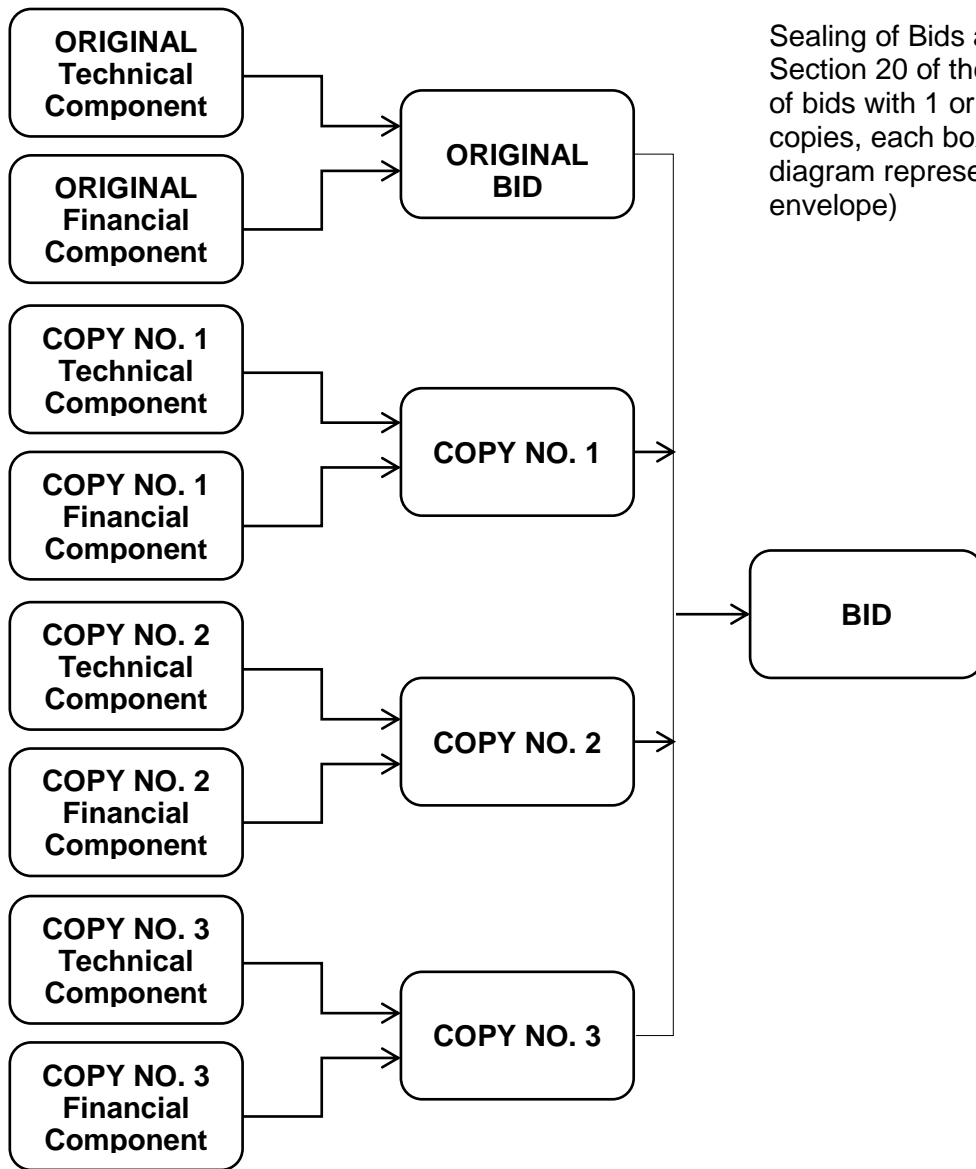 ORIGINAL
Technical
Component
ORIGINAL
Financial
Component
ORIGINAL
BID
Sealing of Bids
Section 20 of
of bids with 1 or
copies, each
diagram
envelope)
COPY NO. 1
Technical
Component
COPY NO. 1
Financial
Component
COPY NO. 1
COPY NO. 2
Technical
Component
COPY NO. 2
Financial
Component
COPY NO. 2
BID
COPY NO. 3
Technical
Component
COPY NO. 3
Financial
Component
COPY NO. 3